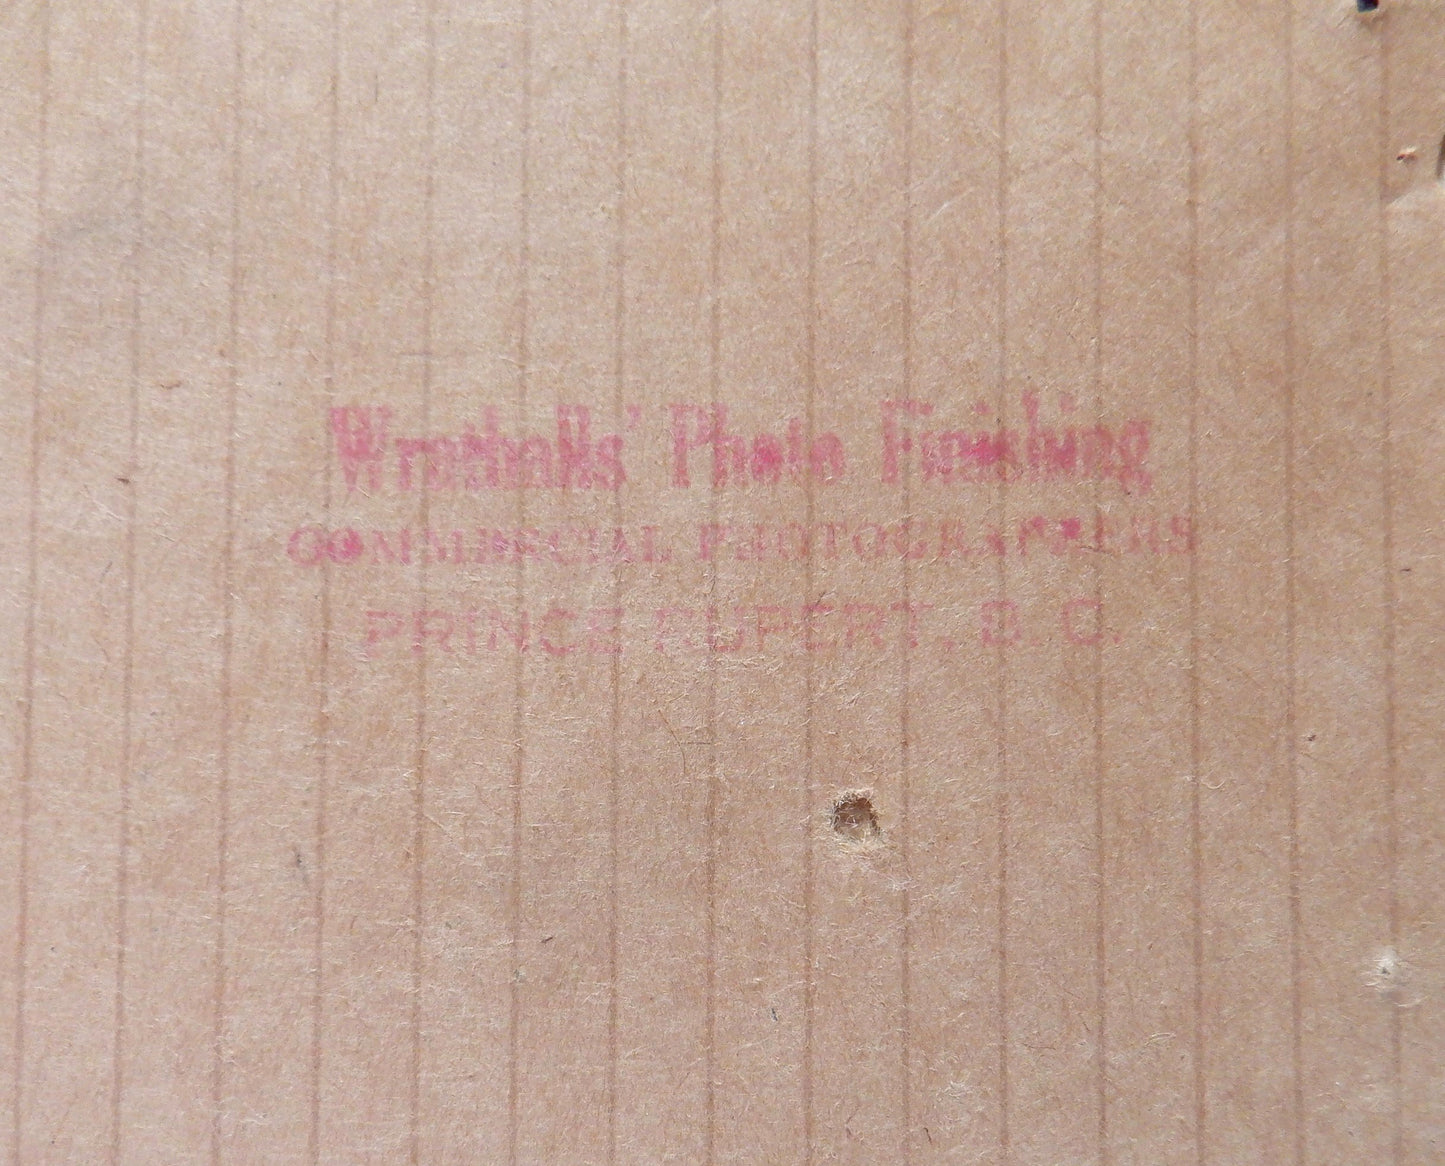 Wrathalls' Photo Finishing
COMMERCIAL PHOTOGRAPHERS
PRINCE RUPERT, B. C.